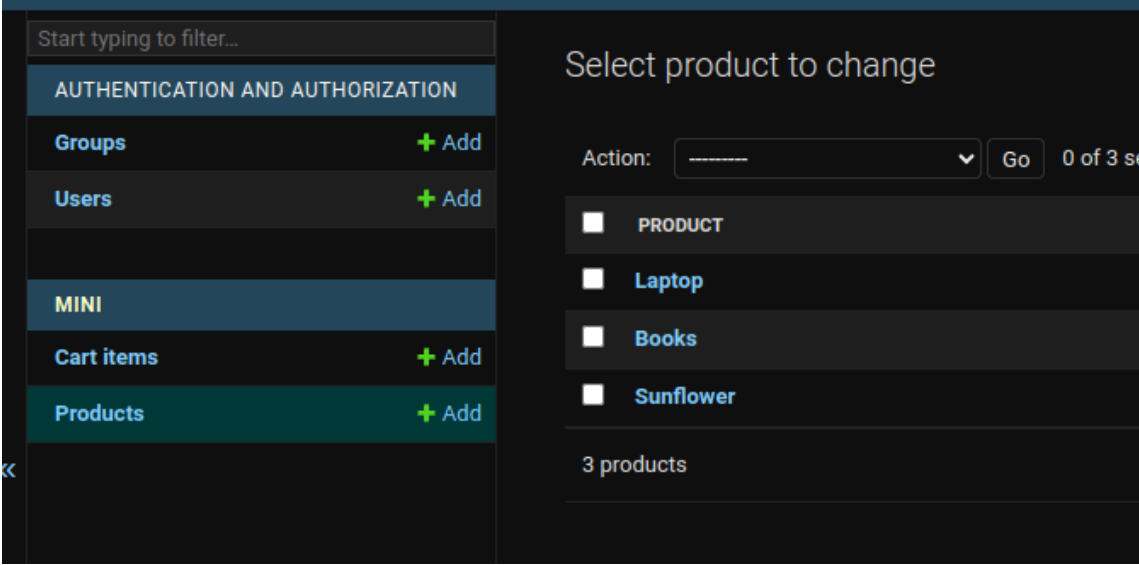 Start typing to filter...
AUTHENTICATION AND AUTHORIZATION
Groups + Add
Users + Add
MINI
Cart items + Add
Products + Add
«
Select product to change
Action: --------- Go 0 of 3
PRODUCT
Laptop
Books
Sunflower
3 products